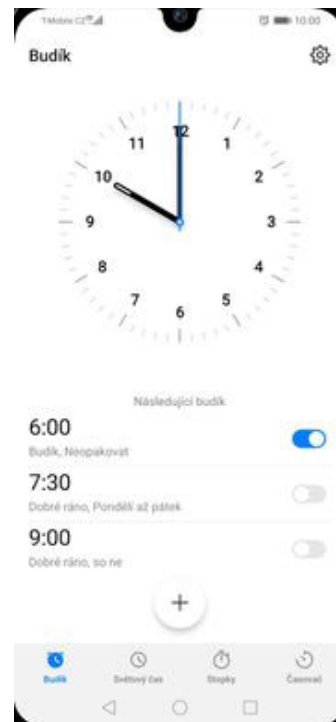 T-Mobile CZ 10:00
Budík
12
1
2
3
4
5
6
7
8
9
10
11
Následující budík
6:00
Budík, Neopakovat
7:30
Dobré ráno, Pondělí až pátek
9:00
Dobré ráno, so ne
+
Budík Světový čas Stopky Časovač